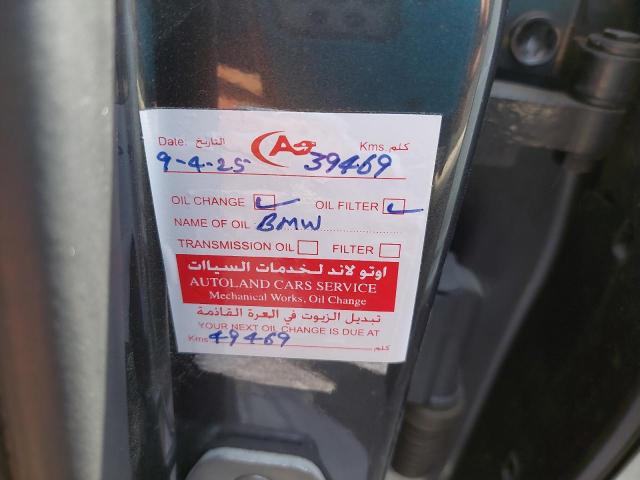 Date: التاريخ Kms. كلم
9-4-25 39469
OIL CHANGE OIL FILTER
NAME OF OIL BMW
TRANSMISSION OIL FILTER
اوتو لاند لخدمات السيات
AUTOLAND CARS SERVICE
Mechanical Works, Oil Change
تبديل الزيوت في العرة القاذمة
YOUR NEXT OIL CHANGE IS DUE AT
Kms 49469 كلم